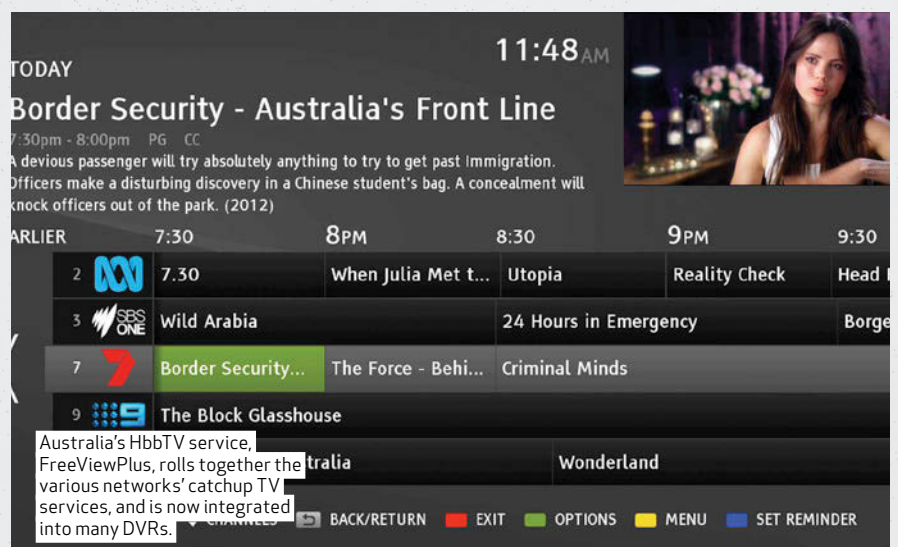 11:48 AM
TODAY
Border Security - Australia's Front Line
7:30pm - 8:00pm PG CC
A devious passenger will try absolutely anything to try to get past Immigration.
Officers make a disturbing discovery in a Chinese student's bag. A concealment will
knock officers out of the park. (2012)
ARLIER 7:30 8PM 8:30 9PM 9:30
2 7.30 When Julia Met t... Utopia Reality Check Head
3 SBS ONE Wild Arabia 24 Hours in Emergency Borge
7 Border Security... The Force - Behi... Criminal Minds
9 9 The Block Glasshouse
tralia Wonderland
CHANNELS BACK/RETURN EXIT OPTIONS MENU SET REMINDER
Australia's HbbTV service,
FreeViewPlus, rolls together the
various networks' catchup TV
services, and is now integrated
into many DVRs.